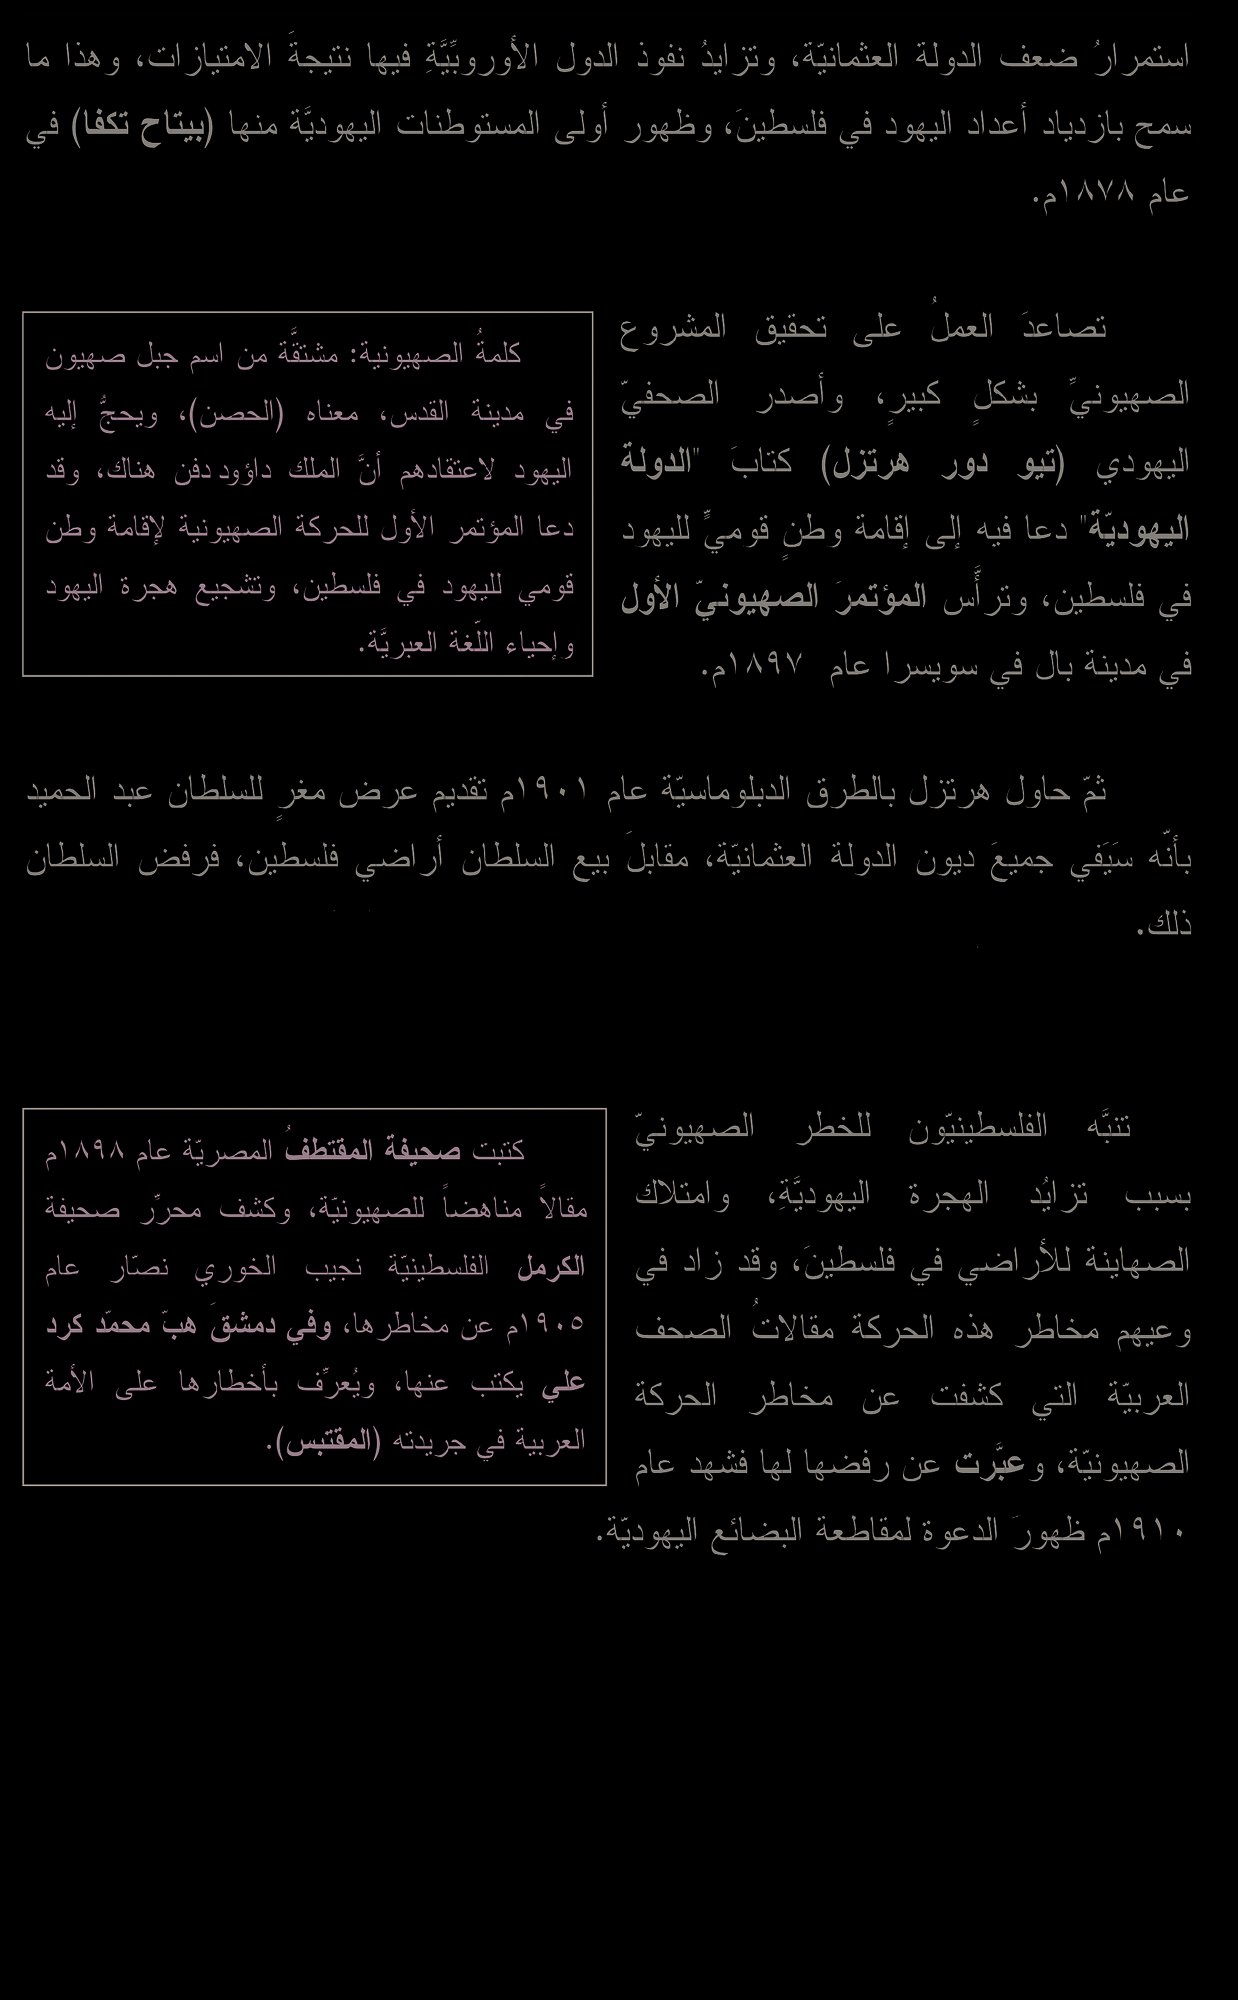 استمرارُ ضعف الدولة العثمانيّة، وتزايدُ نفوذ الدول الأوروبِّيَّةِ فيها نتيجةَ الامتيازات، وهذا ما
سمح بازدياد أعداد اليهود في فلسطينَ، وظهور أولى المستوطنات اليهوديَّة منها (بيتاح تكفا) في
عام ١٨٧٨م.
تصاعدَ العملُ على تحقيق المشروع
الصهيونيِّ بشكلٍ كبيرٍ، وأصدر الصحفيّ
اليهودي (تيو دور هرتزل) كتابَ "الدولة
اليهوديّة" دعا فيه إلى إقامة وطنٍ قوميٍّ لليهود
في فلسطين، وترأَّس المؤتمرَ الصهيونيّ الأول
في مدينة بال في سويسرا عام ١٨٩٧م.
كلمةُ الصهيونية: مشتقَّة من اسم جبل صهيون
في مدينة القدس، معناه (الحصن)، ويحجُّ إليه
اليهود لاعتقادهم أنَّ الملك داؤود دفن هناك، وقد
دعا المؤتمر الأول للحركة الصهيونية لإقامة وطن
قومي لليهود في فلسطين، وتشجيع هجرة اليهود
وإحياء اللّغة العبريَّة.
ثمّ حاول هرتزل بالطرق الدبلوماسيّة عام ١٩٠١م تقديم عرض مغرٍ للسلطان عبد الحميد
بأنّه سَيَفي جميعَ ديون الدولة العثمانيّة، مقابلَ بيع السلطان أراضي فلسطين، فرفض السلطان
ذلك.
تنبَّه الفلسطينيّون للخطر الصهيونيّ
بسبب تزايُد الهجرة اليهوديَّةِ، وامتلاك
الصهاينة للأراضي في فلسطينَ، وقد زاد في
وعيهم مخاطر هذه الحركة مقالاتُ الصحف
العربيّة التي كشفت عن مخاطر الحركة
الصهيونيّة، وعبَّرت عن رفضها لها فشهد عام
١٩١٠م ظهورَ الدعوة لمقاطعة البضائع اليهوديّة.
كتبت صحيفة المقتطفُ المصريّة عام ١٨٩٨م
مقالاً مناهضاً للصهيونيّة، وكشف محرّر صحيفة
الكرمل الفلسطينيّة نجيب الخوري نصّار عام
١٩٠٥م عن مخاطرها، وفي دمشقَ هبّ محمّد كرد
علي يكتب عنها، ويُعرِّف بأخطارها على الأمة
العربية في جريدته (المقتبس).